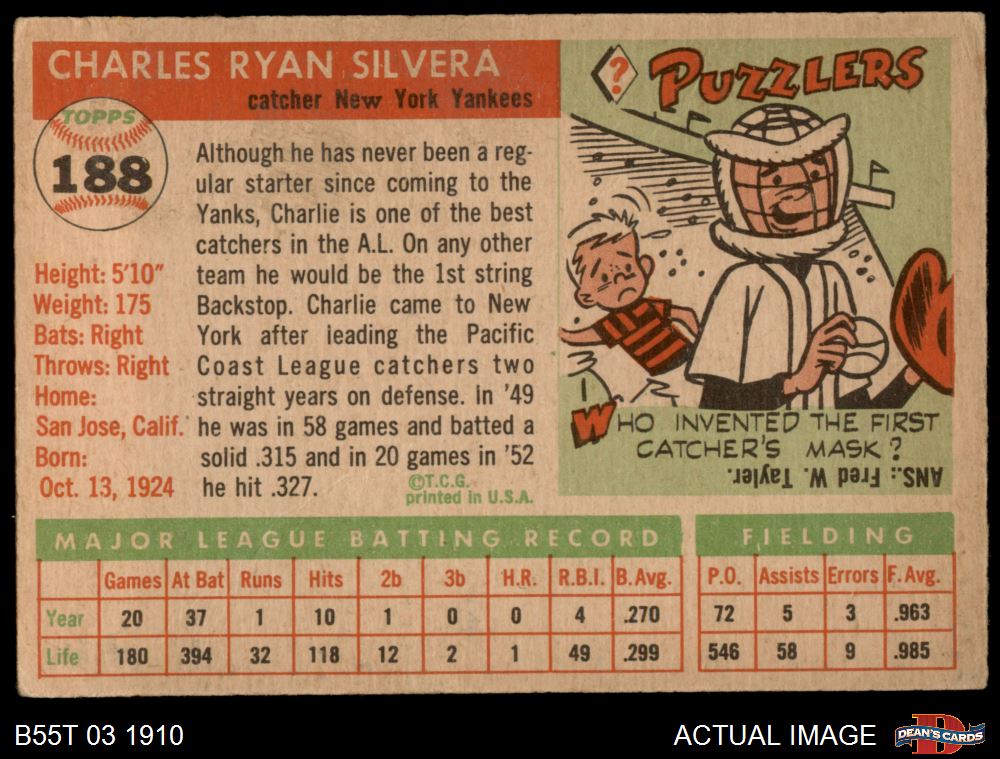 CHARLES RYAN SILVERA
catcher New York Yankees
TOPPS
188
Height: 5'10"
Weight: 175
Bats: Right
Throws: Right
Home:
San Jose, Calif.
Born:
Oct. 13, 1924
Although he has never been a reg-
ular starter since coming to the
Yanks, Charlie is one of the best
catchers in the A.L. On any other
team he would be the 1st string
Backstop. Charlie came to New
York after leading the Pacific
Coast League catchers two
straight years on defense. In '49
he was in 58 games and batted a
solid .315 and in 20 games in '52
he hit .327.
©T.C.G.
printed in U.S.A.
? PUZZLERS
WHO INVENTED THE FIRST
CATCHER'S MASK?
ANS.: Fred W. Tayler.
MAJOR LEAGUE BATTING RECORD
Games At Bat Runs Hits 2b 3b H.R. R.B.I. B.Avg.
Year 20 37 1 10 1 0 0 4 .270
Life 180 394 32 118 12 2 1 49 .299
FIELDING
P.O. Assists Errors F.Avg.
72 5 3 .963
546 58 9 .985
B55T 03 1910
ACTUAL IMAGE
D
DEAN'S CARDS